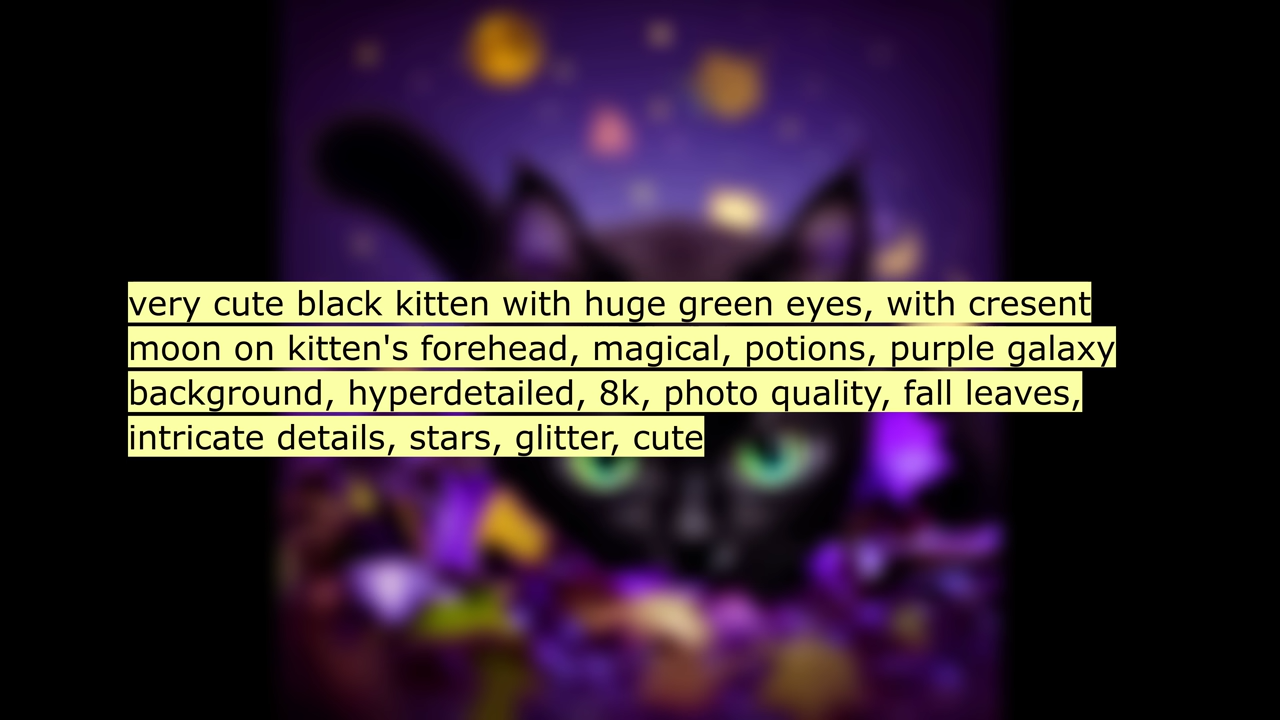 very cute black kitten with huge green eyes, with cresent
moon on kitten's forehead, magical, potions, purple galaxy
background, hyperdetailed, 8k, photo quality, fall leaves,
intricate details, stars, glitter, cute